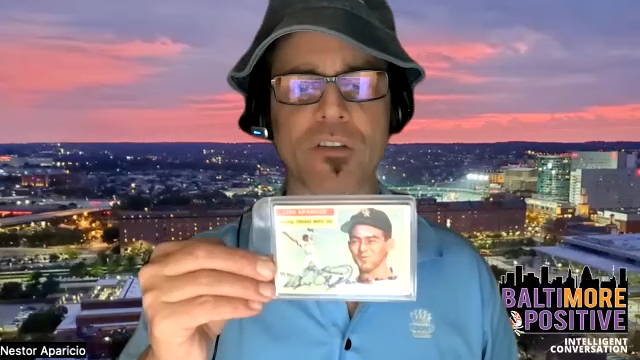 LUIS APARICIO
BALTIMORE
POSITIVE
INTELLIGENT
CONVERSATION
Nestor Aparicio